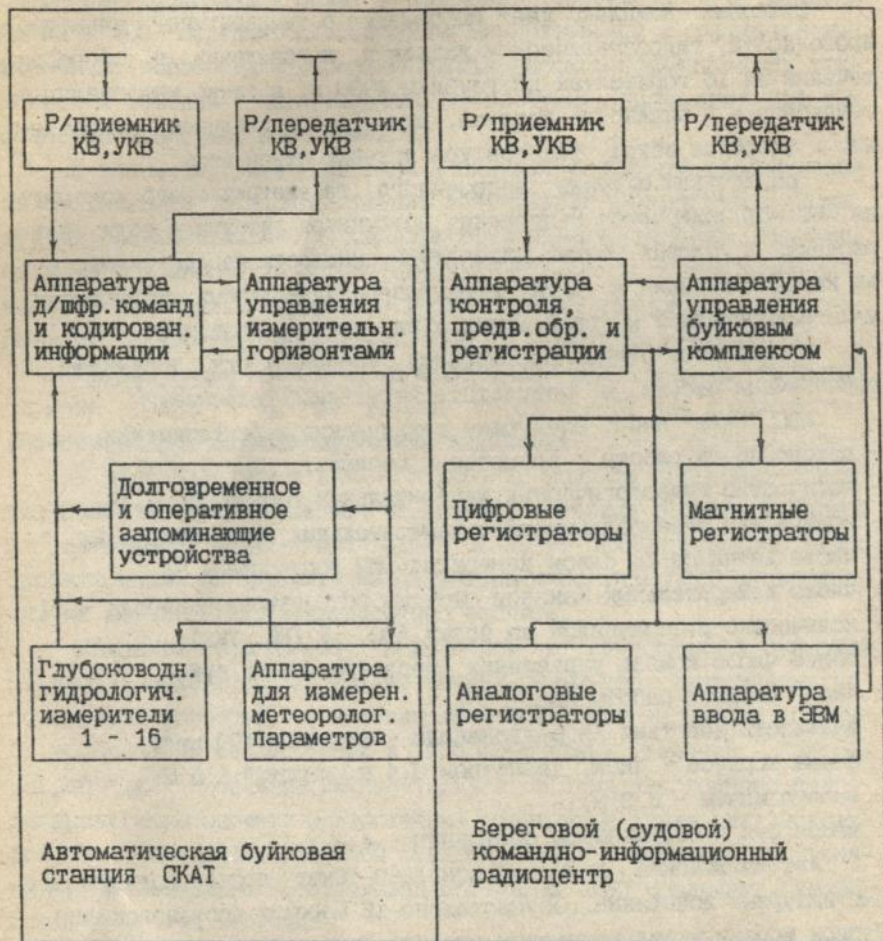 Р/приемник
КВ,УКВ
Р/передатчик
КВ,УКВ
Р/приемник
КВ,УКВ
Р/передатчик
КВ,УКВ
Аппаратура
д/шфр.команд
и кодирован.
информации
Аппаратура
управления
измерительн.
горизонтами
Аппаратура
контроля,
предв.обр. и
регистрации
Аппаратура
управления
буйковым
комплексом
Долговременное
и оперативное
запоминающие
устройства
Цифровые
регистраторы
Магнитные
регистраторы
Глубоководн.
гидрологич.
измерители
1 - 16
Аппаратура
для измерен.
метеоролог.
параметров
Аналоговые
регистраторы
Аппаратура
ввода в ЭВМ
Автоматическая буйковая
станция СКАТ
Береговой (судовой)
командно-информационный
радиоцентр